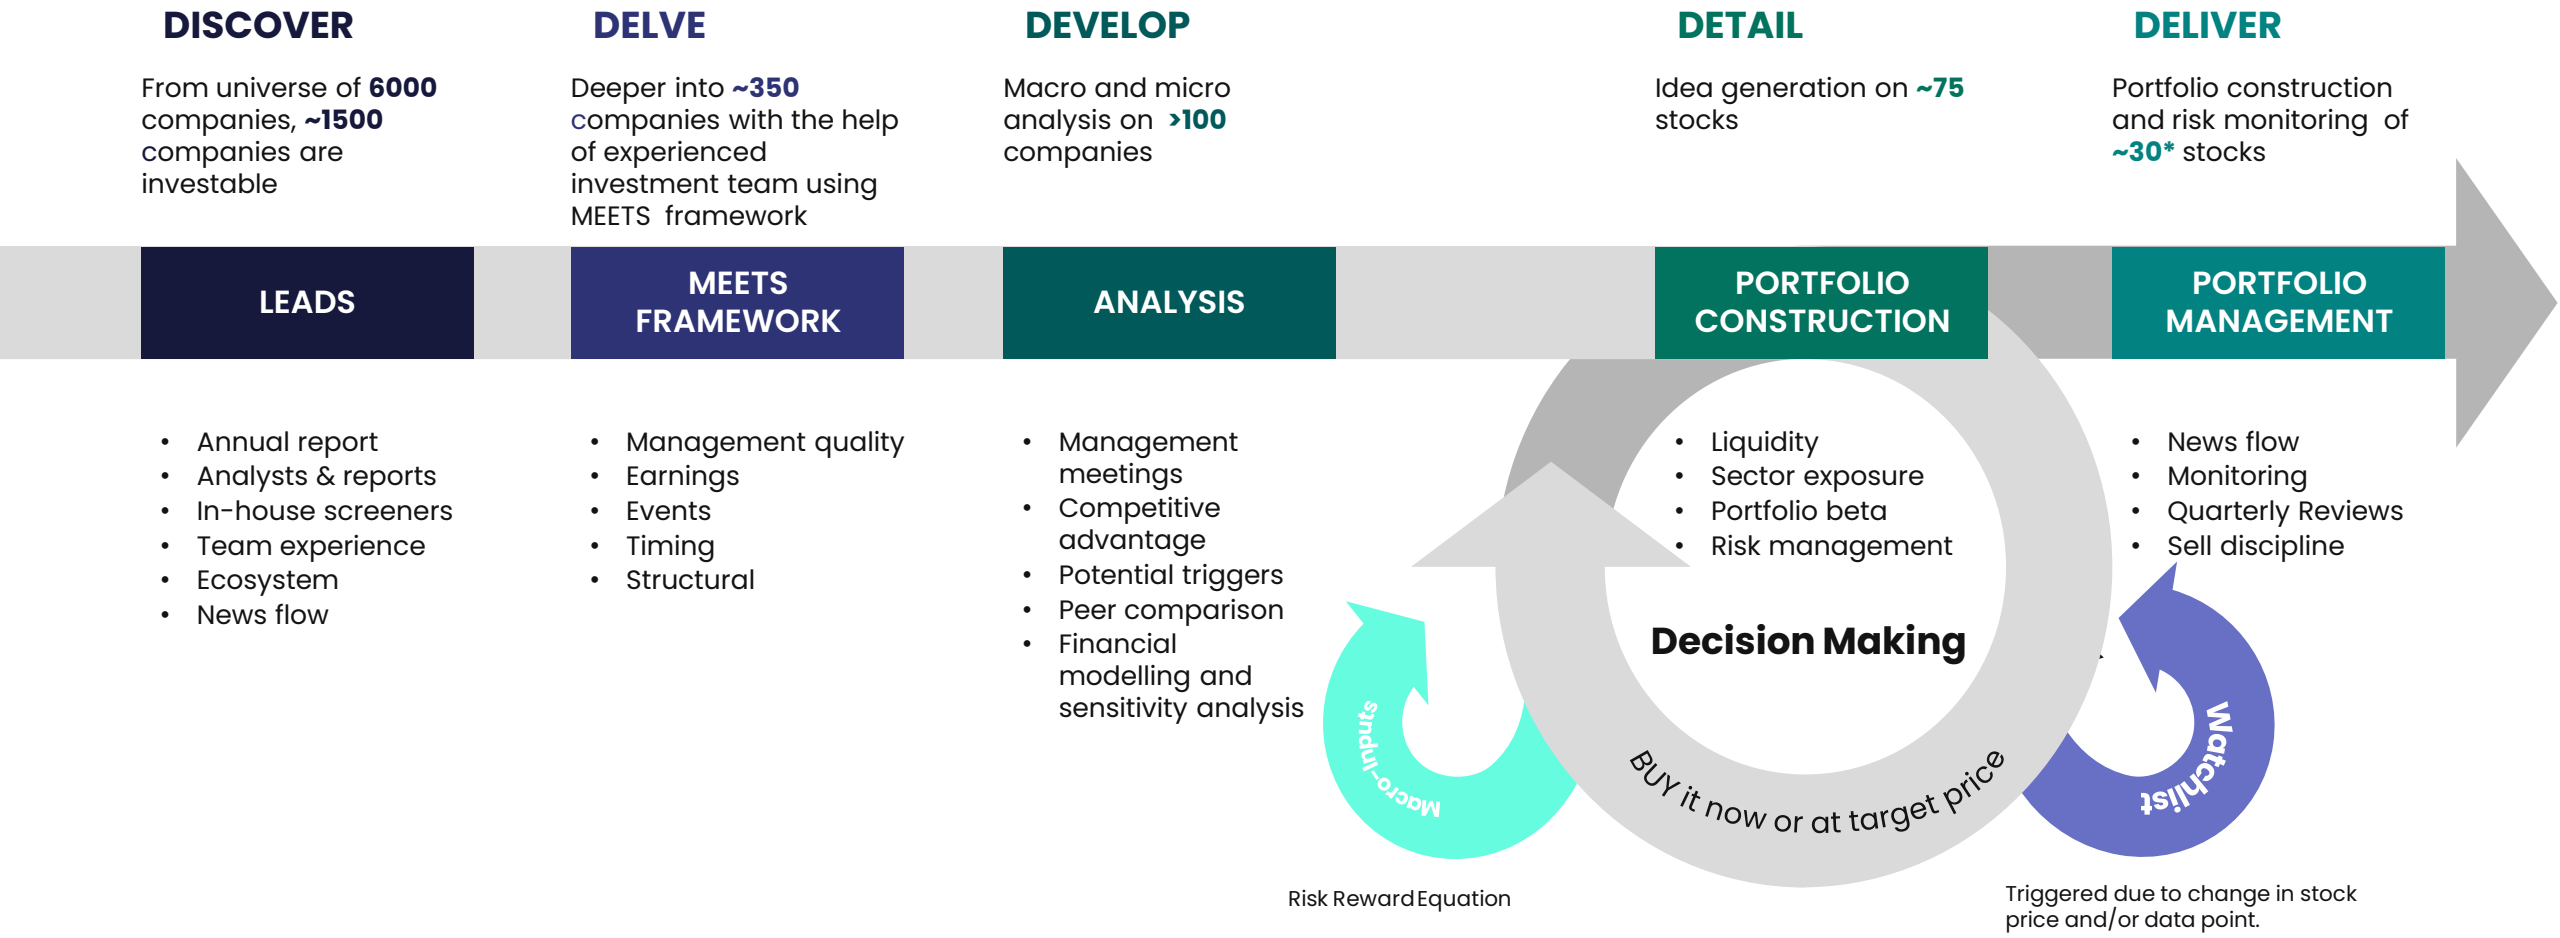 DISCOVER
From universe of 6000
companies, ~1500
companies are
investable
LEADS
• Annual report
• Analysts & reports
• In-house screeners
• Team experience
• Ecosystem
• News flow
DELVE
Deeper into ~350
companies with the help
of experienced
investment team using
MEETS framework
MEETS
FRAMEWORK
• Management quality
• Earnings
• Events
• Timing
• Structural
DEVELOP
Macro and micro
analysis on >100
companies
ANALYSIS
• Management
meetings
• Competitive
advantage
• Potential triggers
• Peer comparison
• Financial
modelling and
sensitivity analysis
DETAIL
Idea generation on ~75
stocks
PORTFOLIO
CONSTRUCTION
• Liquidity
• Sector exposure
• Portfolio beta
• Risk management
Decision Making
BUY it now or at target price
Macro-Inputs
Risk Reward Equation
DELIVER
Portfolio construction
and risk monitoring of
~30* stocks
PORTFOLIO
MANAGEMENT
• News flow
• Monitoring
• Quarterly Reviews
• Sell discipline
Watchlist
Triggered due to change in stock
price and/or data point.